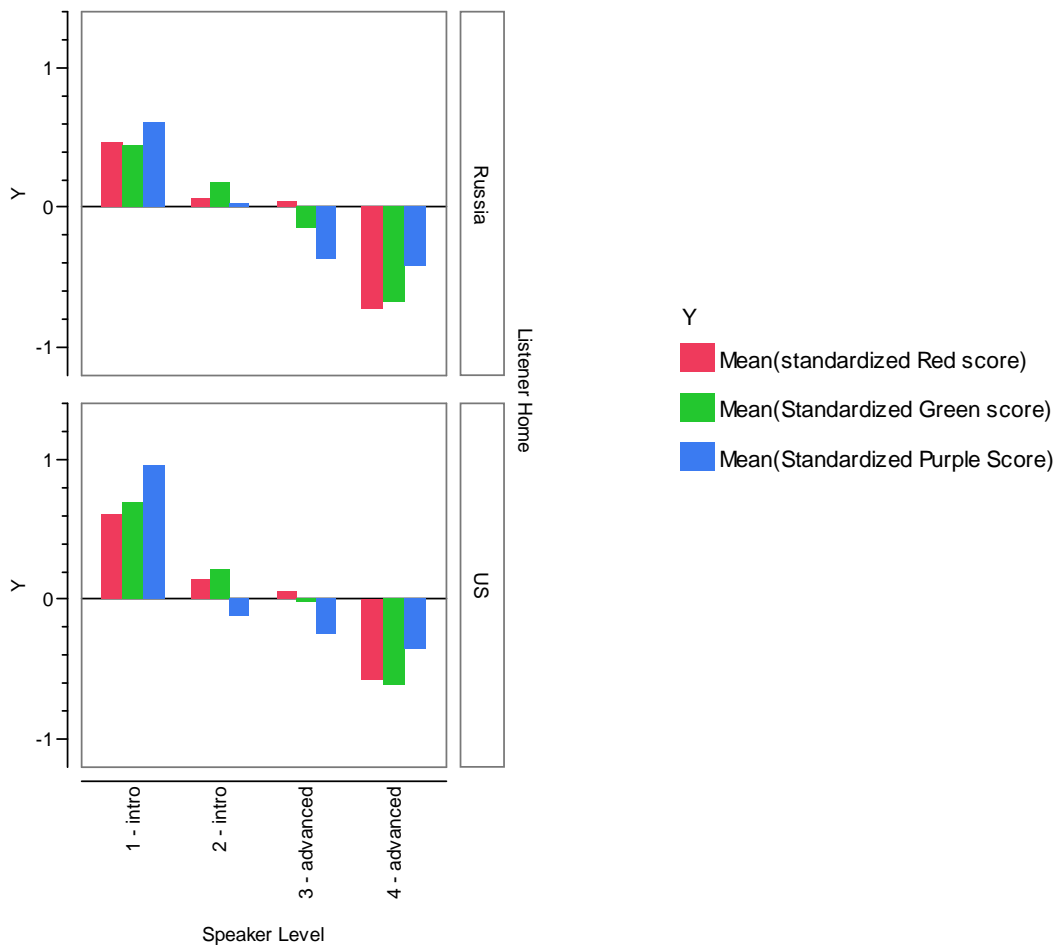 Y
1
0
-1
Russia
Listener Home
Y
1
0
-1
US
1 - intro
2 - intro
3 - advanced
4 - advanced
Speaker Level
Y
Mean(standardized Red score)
Mean(Standardized Green score)
Mean(Standardized Purple Score)